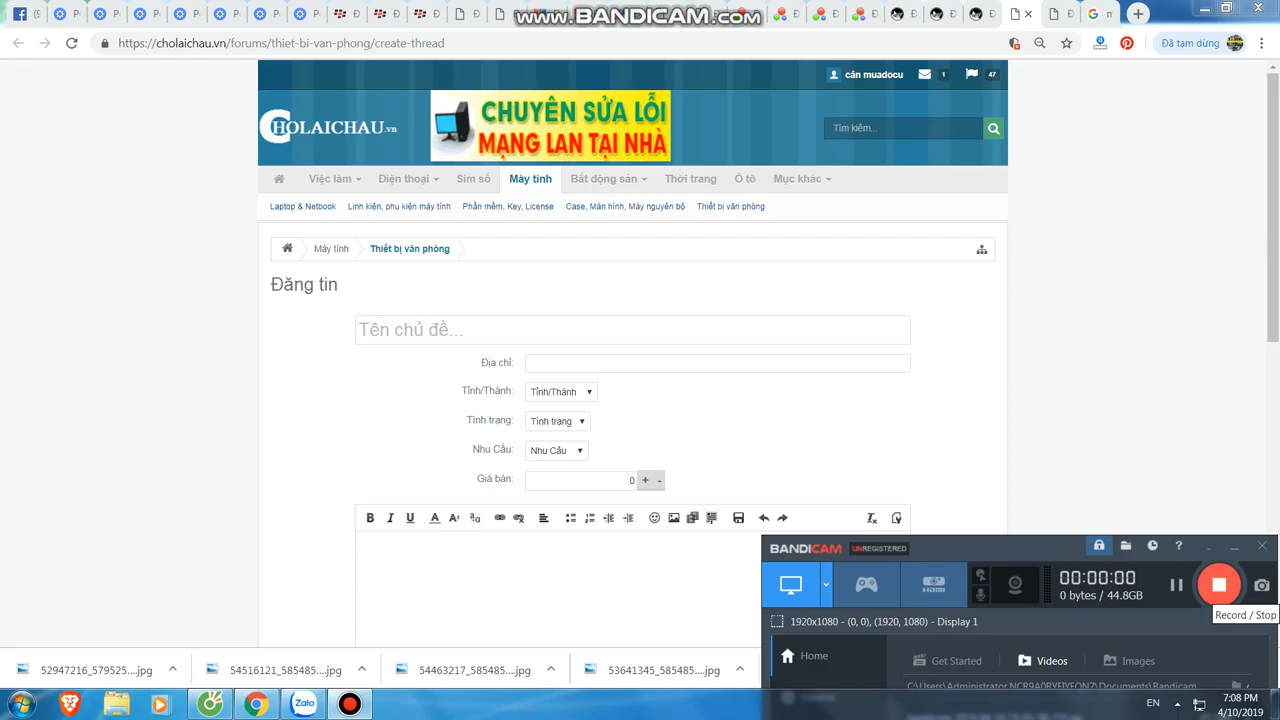 www.BANDICAM.com
https://cholaichau.vn/forums/thiet-bi-van-phong/create-thread
Đã tạm dừng
cân muadocu
1
47
CHOLAICHAU.vn
CHUYÊN SỬA LỖI
MẠNG LAN TẠI NHÀ
Tìm kiếm...
Việc làm
Điện thoại
Sim số
Máy tính
Bất động sản
Thời trang
Ô tô
Mục khác
Laptop & Netbook
Linh kiện, phụ kiện máy tính
Phần mềm, Key, License
Case, Màn hình, Máy nguyên bộ
Thiết bị văn phòng
Máy tính
Thiết bị văn phòng
Đăng tin
Tên chủ đề...
Địa chỉ:
Tỉnh/Thành:
Tỉnh/Thành
Tình trạng:
Tình trạng
Nhu Cầu:
Nhu Cầu
Giá bán:
0
+
-
B I U
BANDICAM
UNREGISTERED
HDMI
00:00:00
0 bytes / 44.8GB
Record / Stop
1920x1080 - (0, 0), (1920, 1080) - Display 1
Home
Get Started
Videos
Images
52947178_579525....jpg
54516121_585485....jpg
54463217_585485....jpg
53641345_585485....jpg
Zalo
EN
7:08 PM
4/10/2019